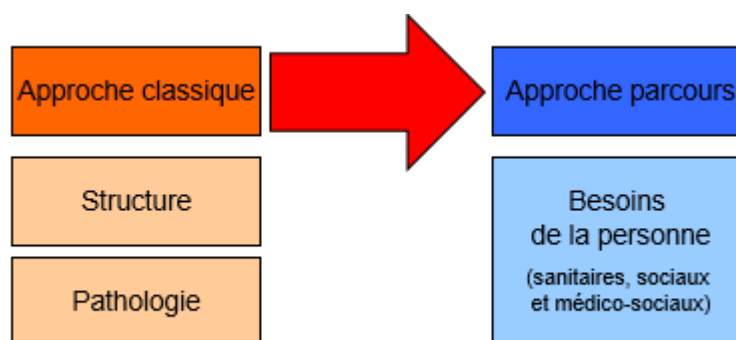 Approche classique
Approche parcours
Structure
Pathologie
Besoins
de la personne
(sanitaires, sociaux
et médico-sociaux)